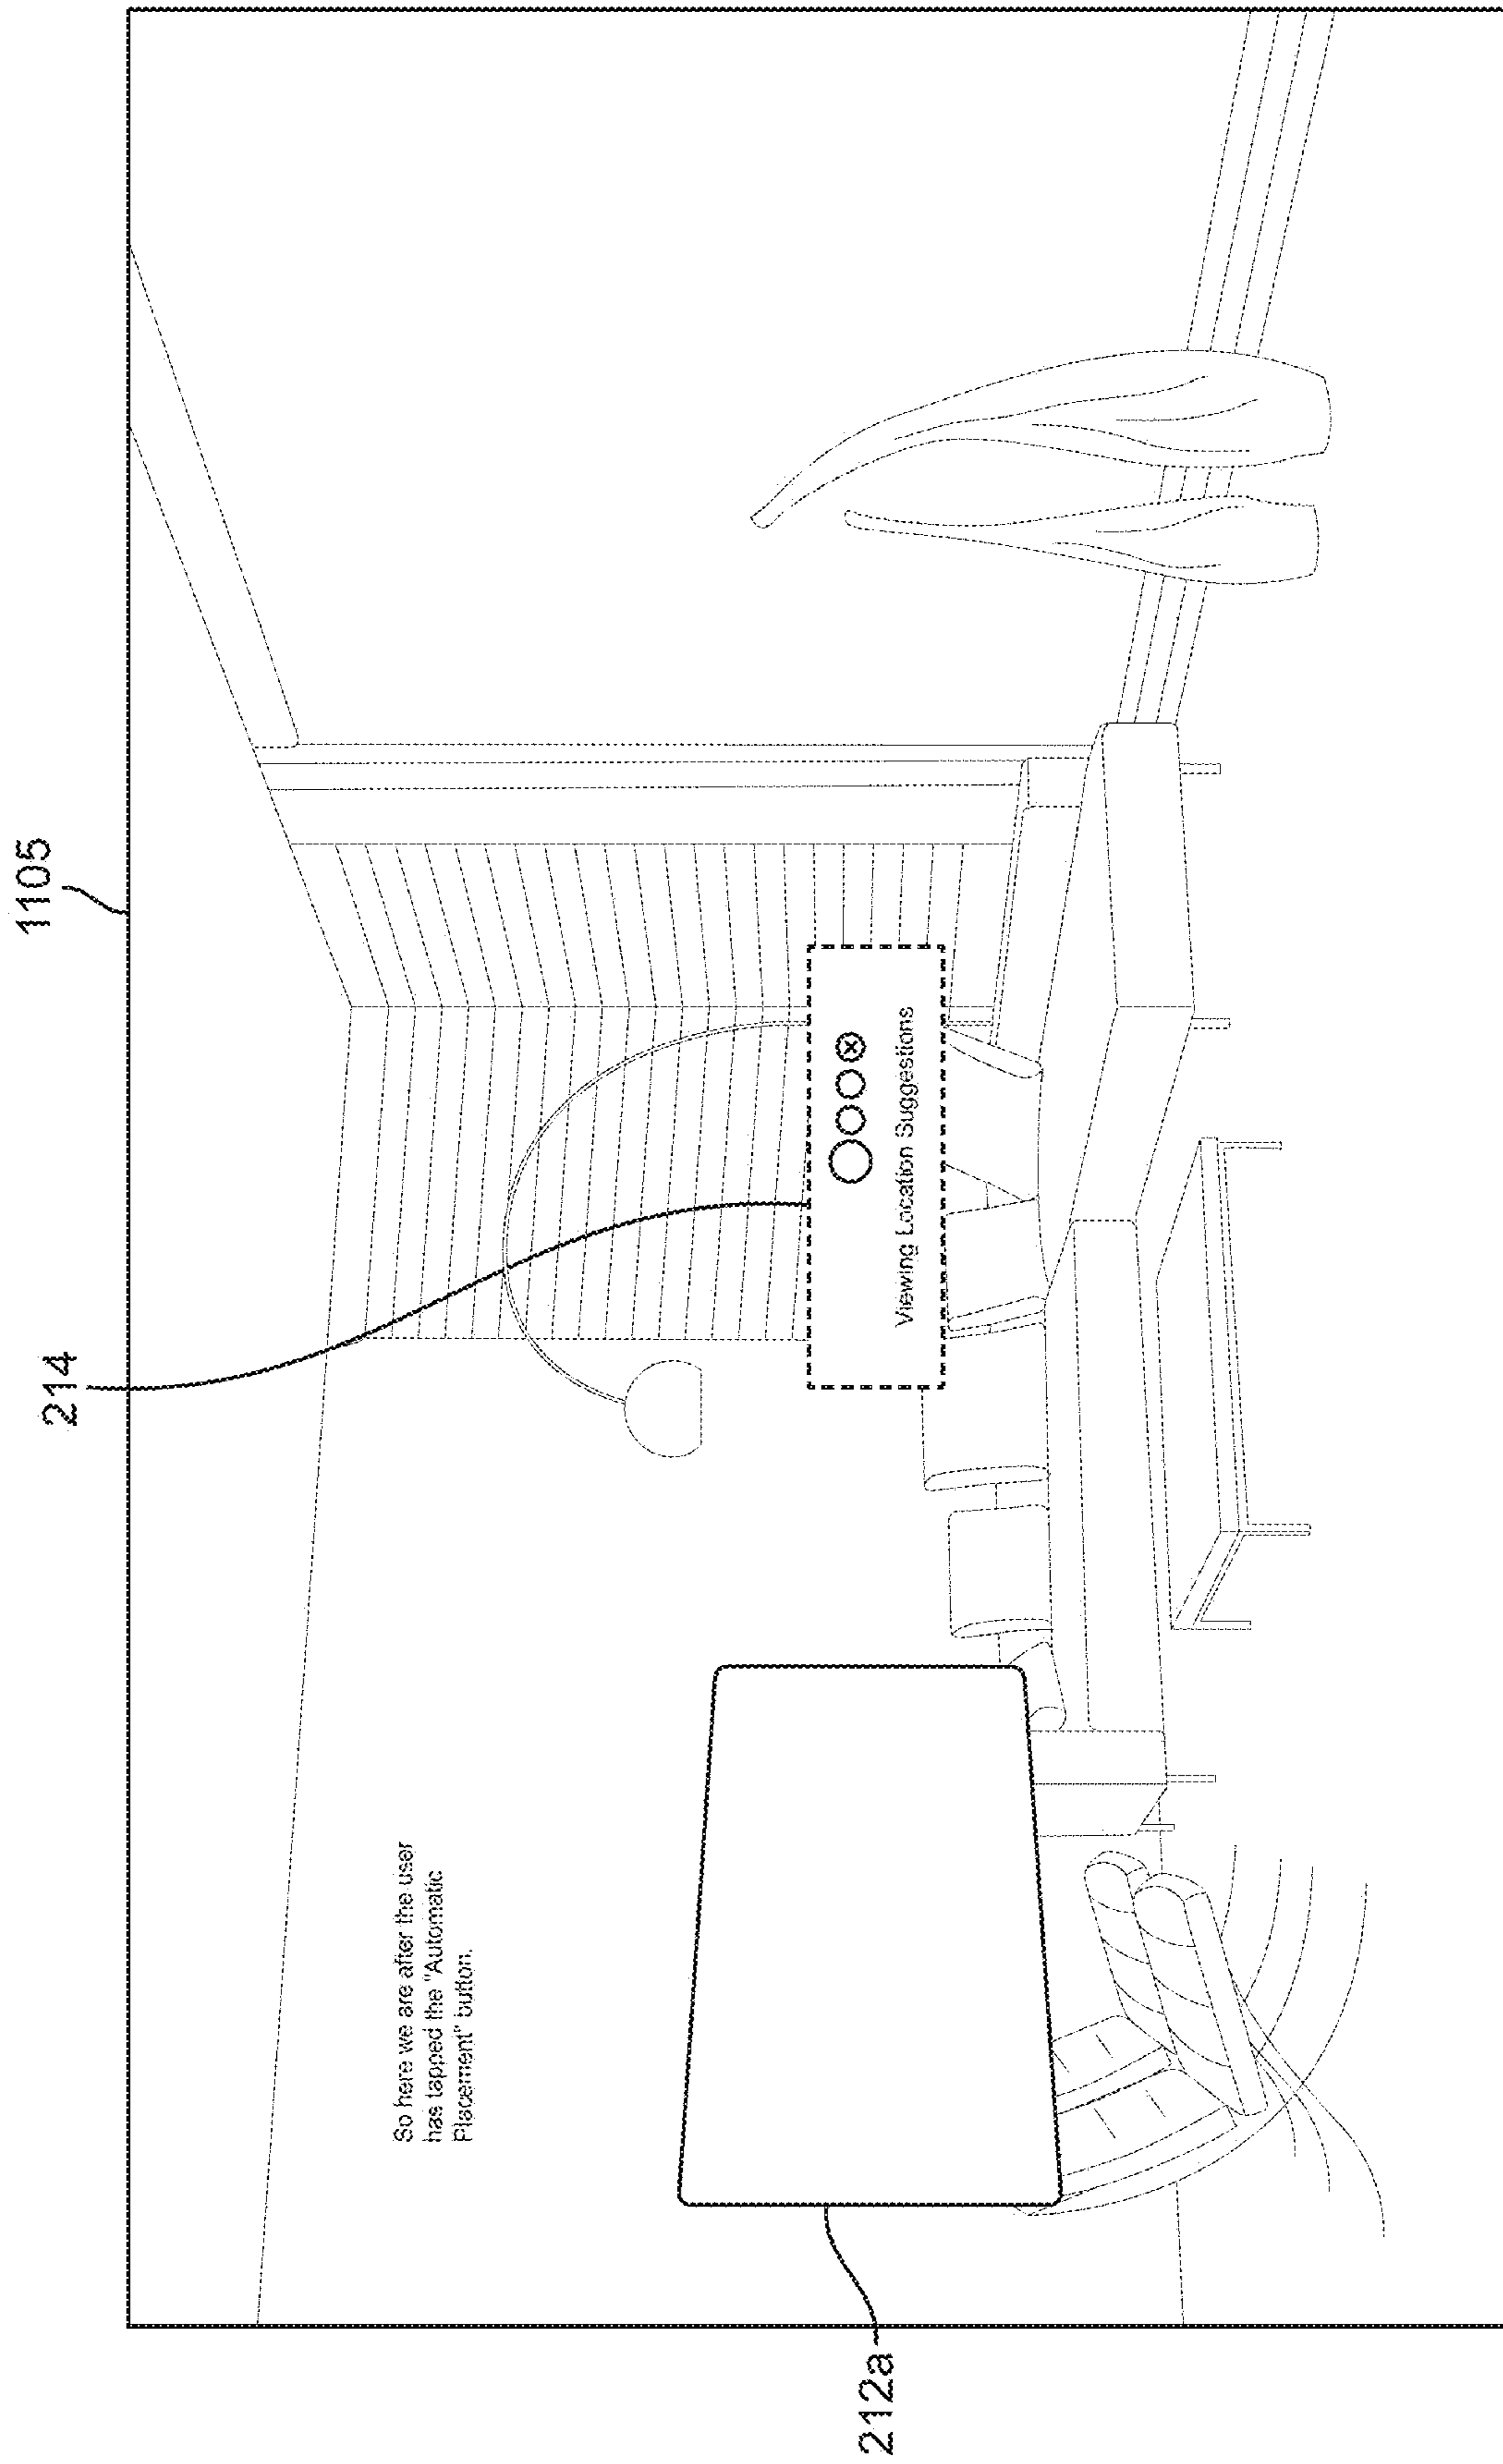 1105
214
So here we are after the user
has tapped the "Automatic
Placement" button.
Viewing Location Suggestions
212a